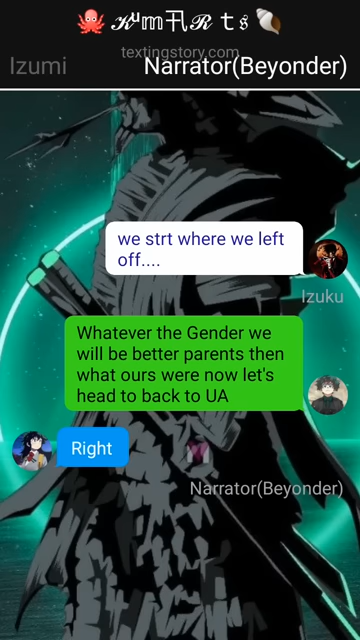 🐙 𝒦ᶙ𝕞卂ℛ 𝕥𝔰 🐚
textingstory.com
Izumi
Narrator(Beyonder)
we strt where we left
off....
Izuku
Whatever the Gender we
will be better parents then
what ours were now let's
head to back to UA
Right
Narrator(Beyonder)